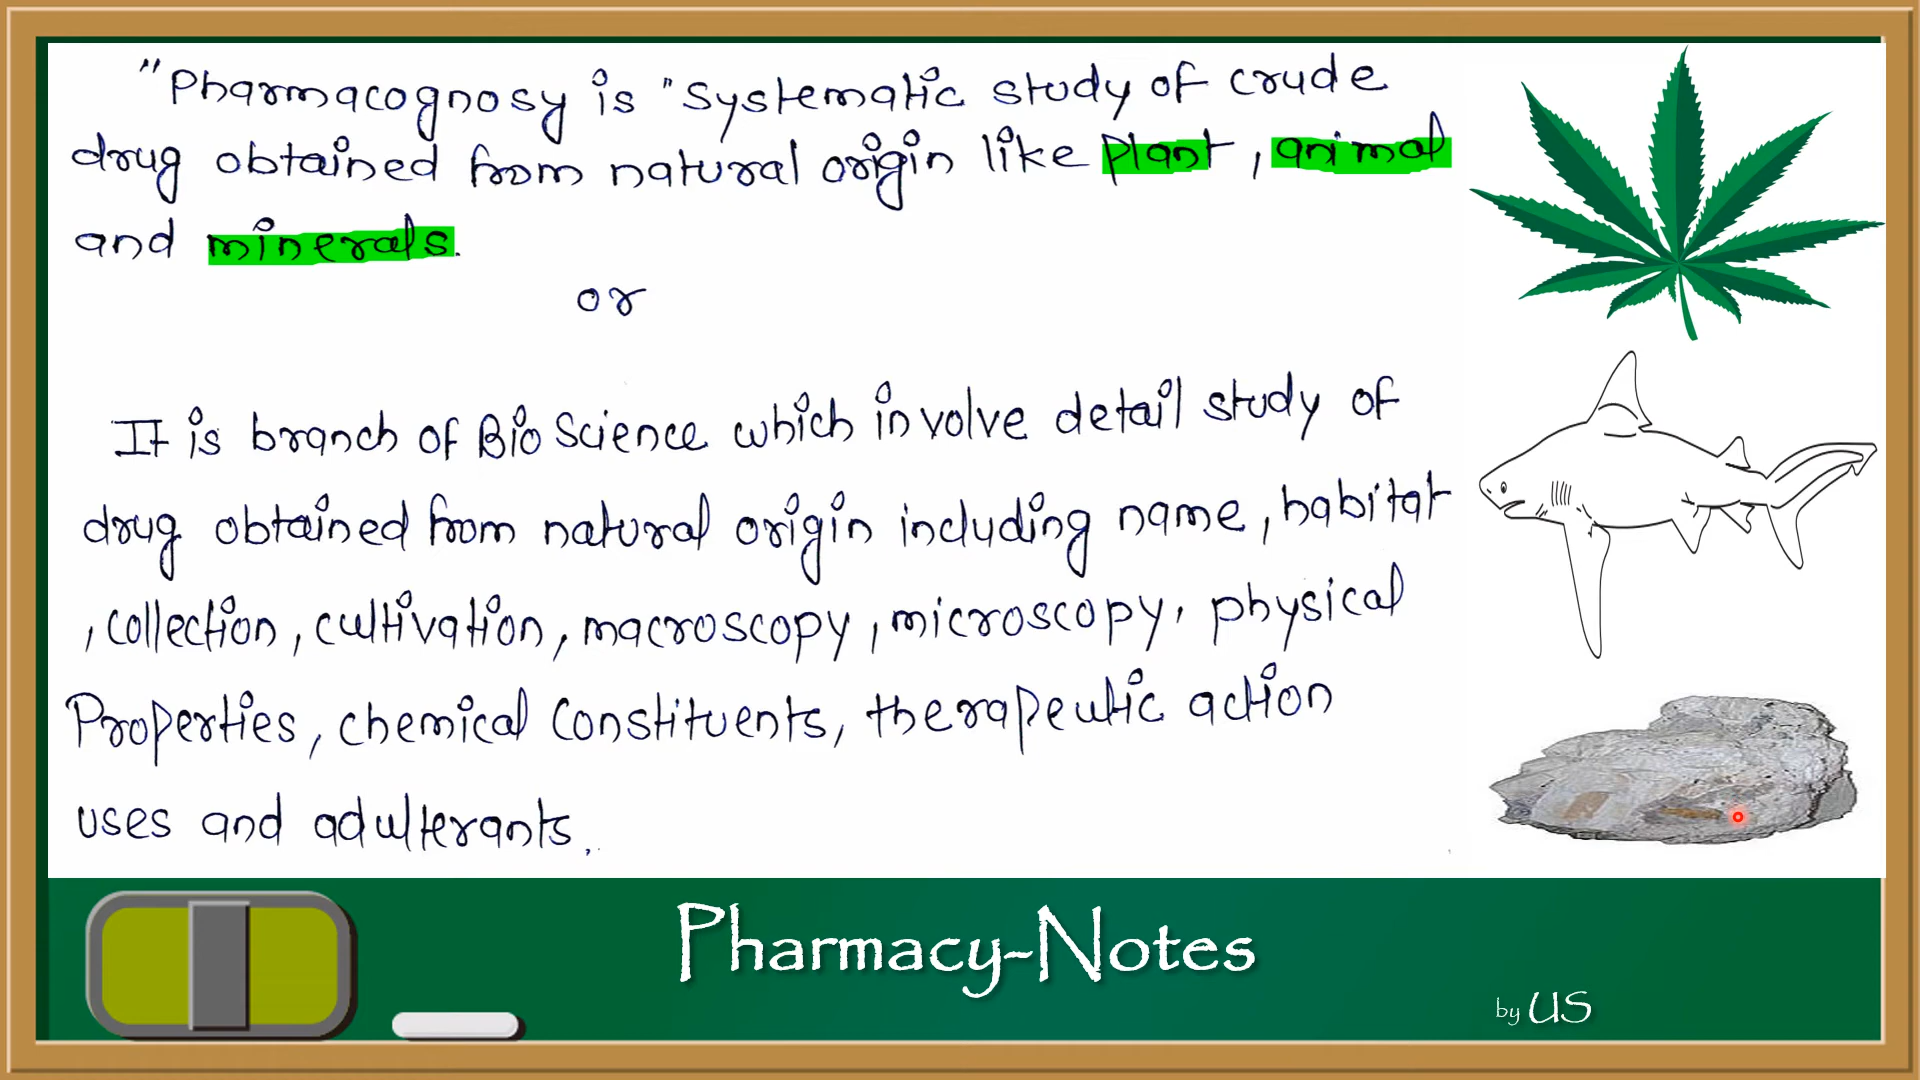 "Pharmacognosy is "Systematic study of crude
drug obtained from natural origin like plant, animal
and minerals.
or
It is branch of Bio Science which involve detail study of
drug obtained from natural origin including name, habitat
, collection, cultivation, macroscopy, microscopy, physical
Properties, chemical constituents, therapeutic action
uses and adulterants.
Pharmacy-Notes
by US